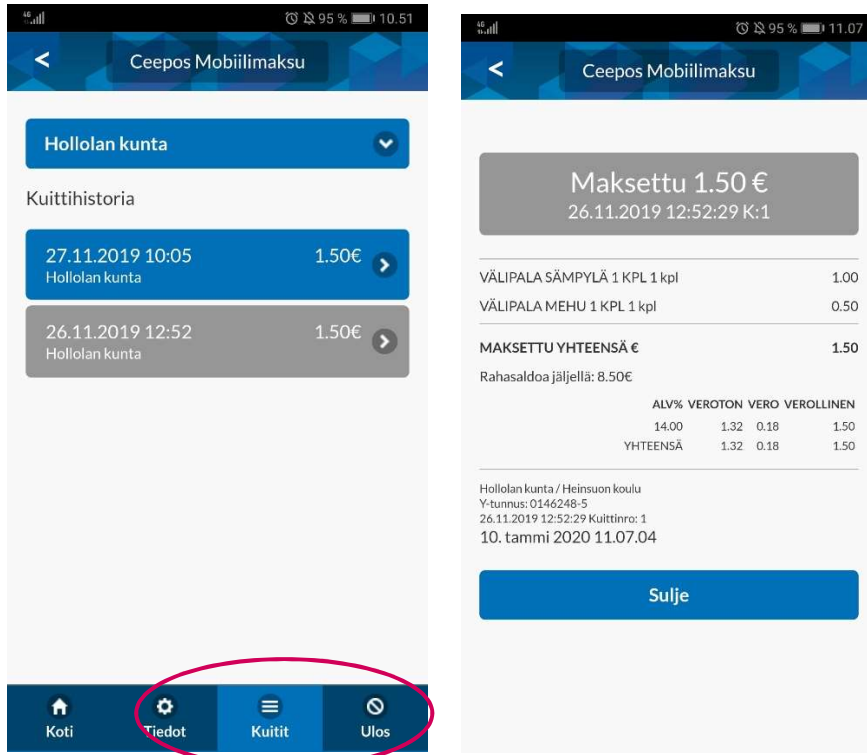 46 95 % 10.51
< Ceepos Mobiilimaksu
Hollolan kunta
Kuittihistoria
27.11.2019 10:05 1.50€
Hollolan kunta
26.11.2019 12:52 1.50€
Hollolan kunta
Koti Tiedot Kuitit Ulos
46 95 % 11.07
< Ceepos Mobiilimaksu
Maksettu 1.50 €
26.11.2019 12:52:29 K:1
VÄLIPALA SÄMPYLÄ 1 KPL 1 kpl 1.00
VÄLIPALA MEHU 1 KPL 1 kpl 0.50
MAKSETTU YHTEENSÄ € 1.50
Rahasaldoa jäljellä: 8.50€
ALV% VEROTON VERO VEROLLINEN
14.00 1.32 0.18 1.50
YHTEENSÄ 1.32 0.18 1.50
Hollolan kunta / Heinsuon koulu
Y-tunnus: 0146248-5
26.11.2019 12:52:29 Kuittinro: 1
10. tammi 2020 11.07.04
Sulje